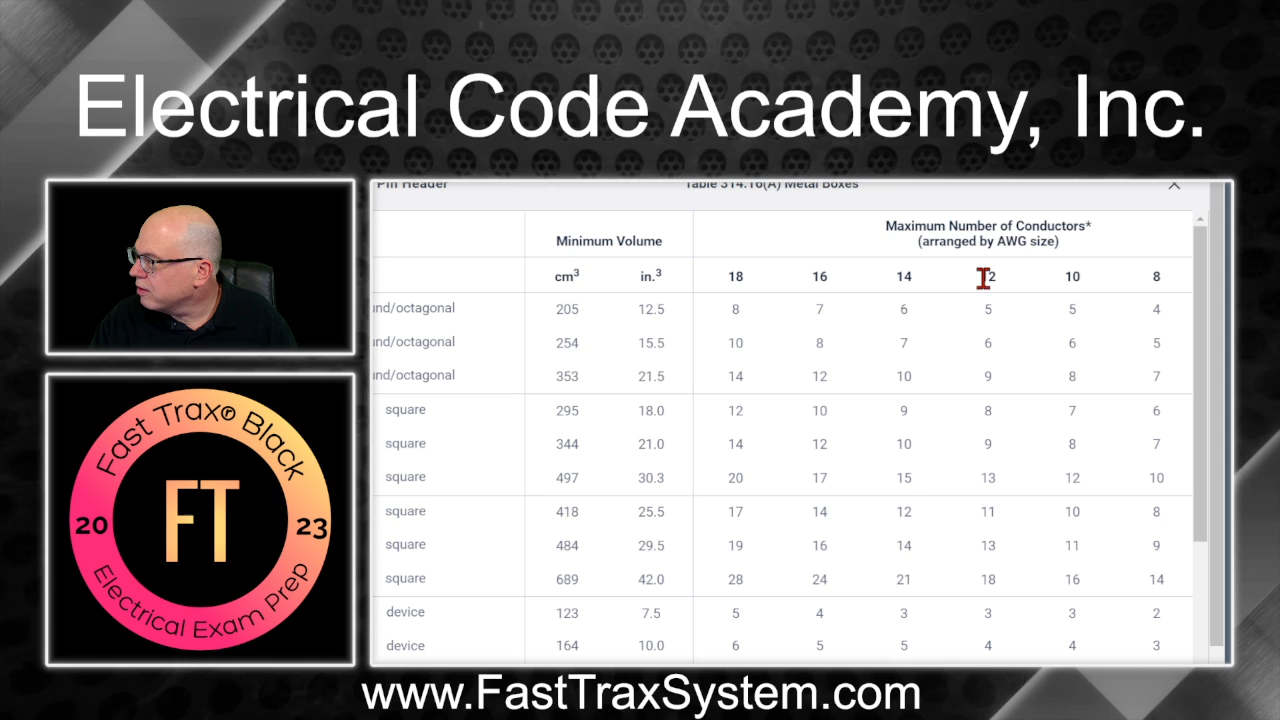 Electrical Code Academy, Inc.
Pin Header Table 314.16(A) Metal Boxes
Minimum Volume Maximum Number of Conductors*
(arranged by AWG size)
cm³ in.³ 18 16 14 2 10 8
und/octagonal 205 12.5 8 7 6 5 5 4
und/octagonal 254 15.5 10 8 7 6 6 5
und/octagonal 353 21.5 14 12 10 9 8 7
square 295 18.0 12 10 9 8 7 6
square 344 21.0 14 12 10 9 8 7
square 497 30.3 20 17 15 13 12 10
square 418 25.5 17 14 12 11 10 8
square 484 29.5 19 16 14 13 11 9
square 689 42.0 28 24 21 18 16 14
device 123 7.5 5 4 3 3 3 2
device 164 10.0 6 5 5 4 4 3
Fast Trax® Black
20 FT 23
Electrical Exam Prep
www.FastTraxSystem.com